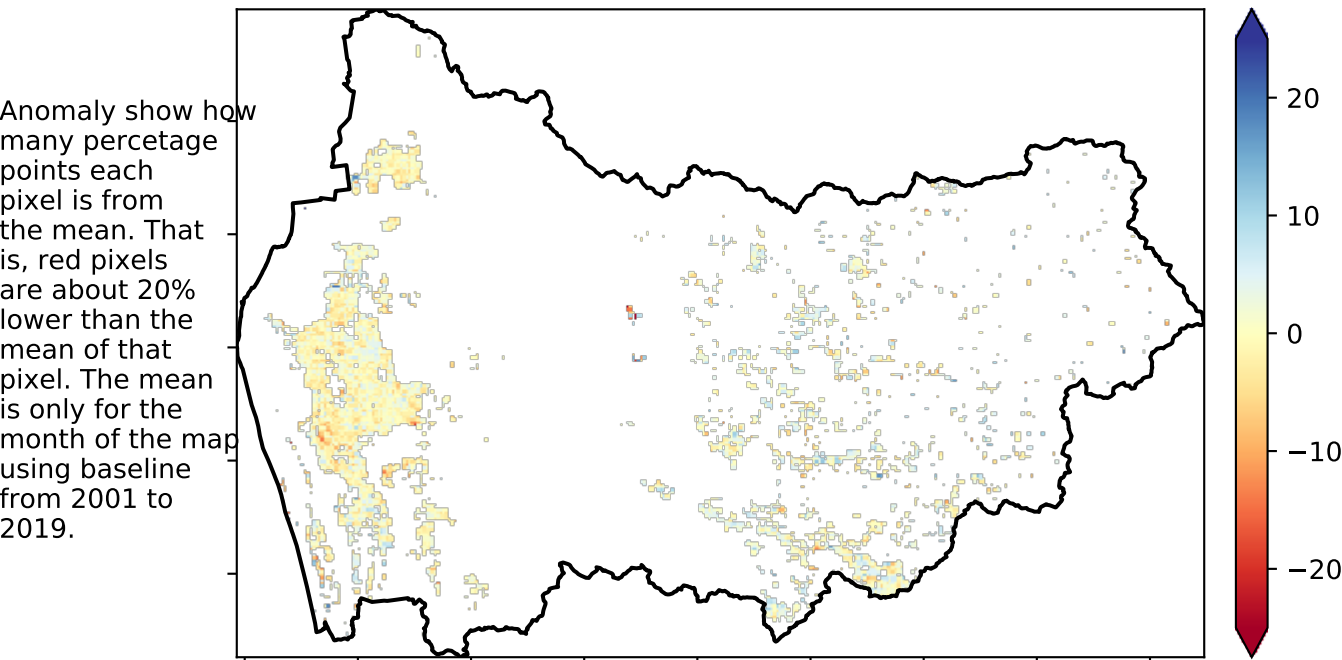 Anomaly show how
many percetage
points each
pixel is from
the mean. That
is, red pixels
are about 20%
lower than the
mean of that
pixel. The mean
is only for the
month of the map
using baseline
from 2001 to
2019.
20
10
0
−10
−20